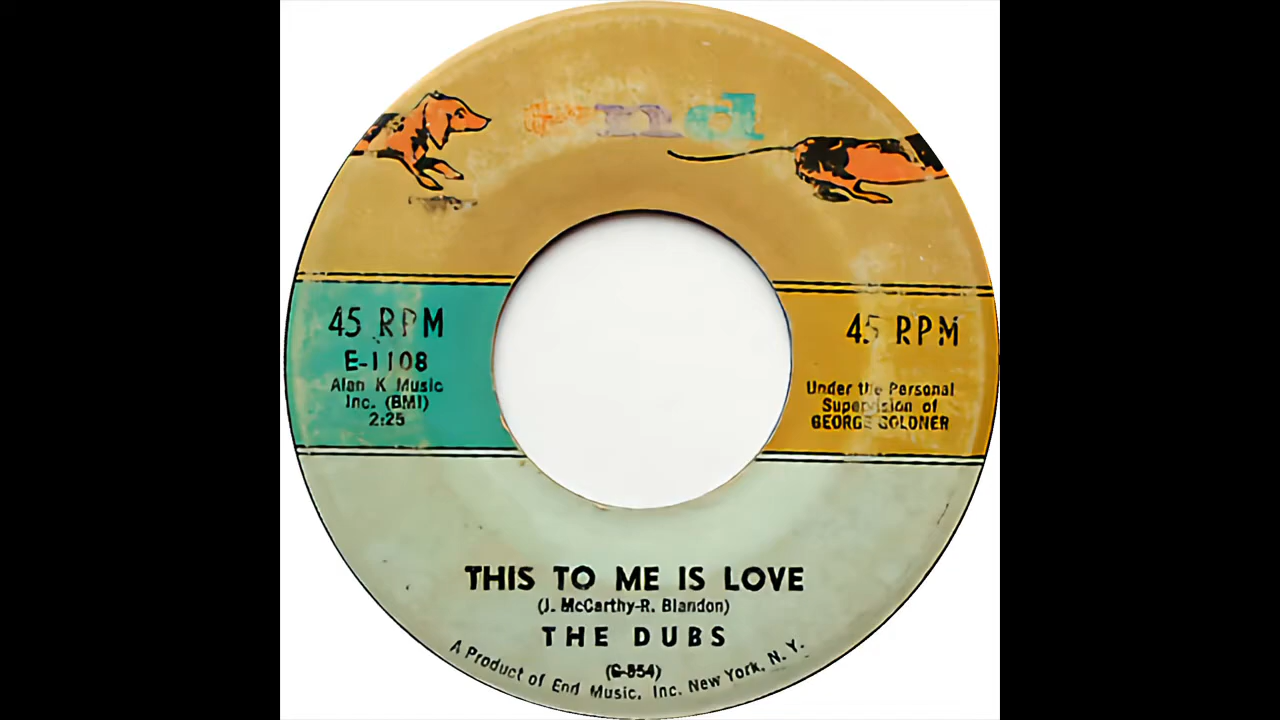 end
45 RPM
E-1108
Alan K Music
Inc. (BMI)
2:25
45 RPM
Under the Personal
Supervision of
GEORGE GOLDNER
THIS TO ME IS LOVE
(J. McCarthy-R. Blandon)
THE DUBS
(G-854)
A Product of End Music, Inc. New York, N. Y.